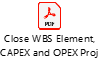 PDF
Close WBS Element,
CAPEX and OPEX Proj